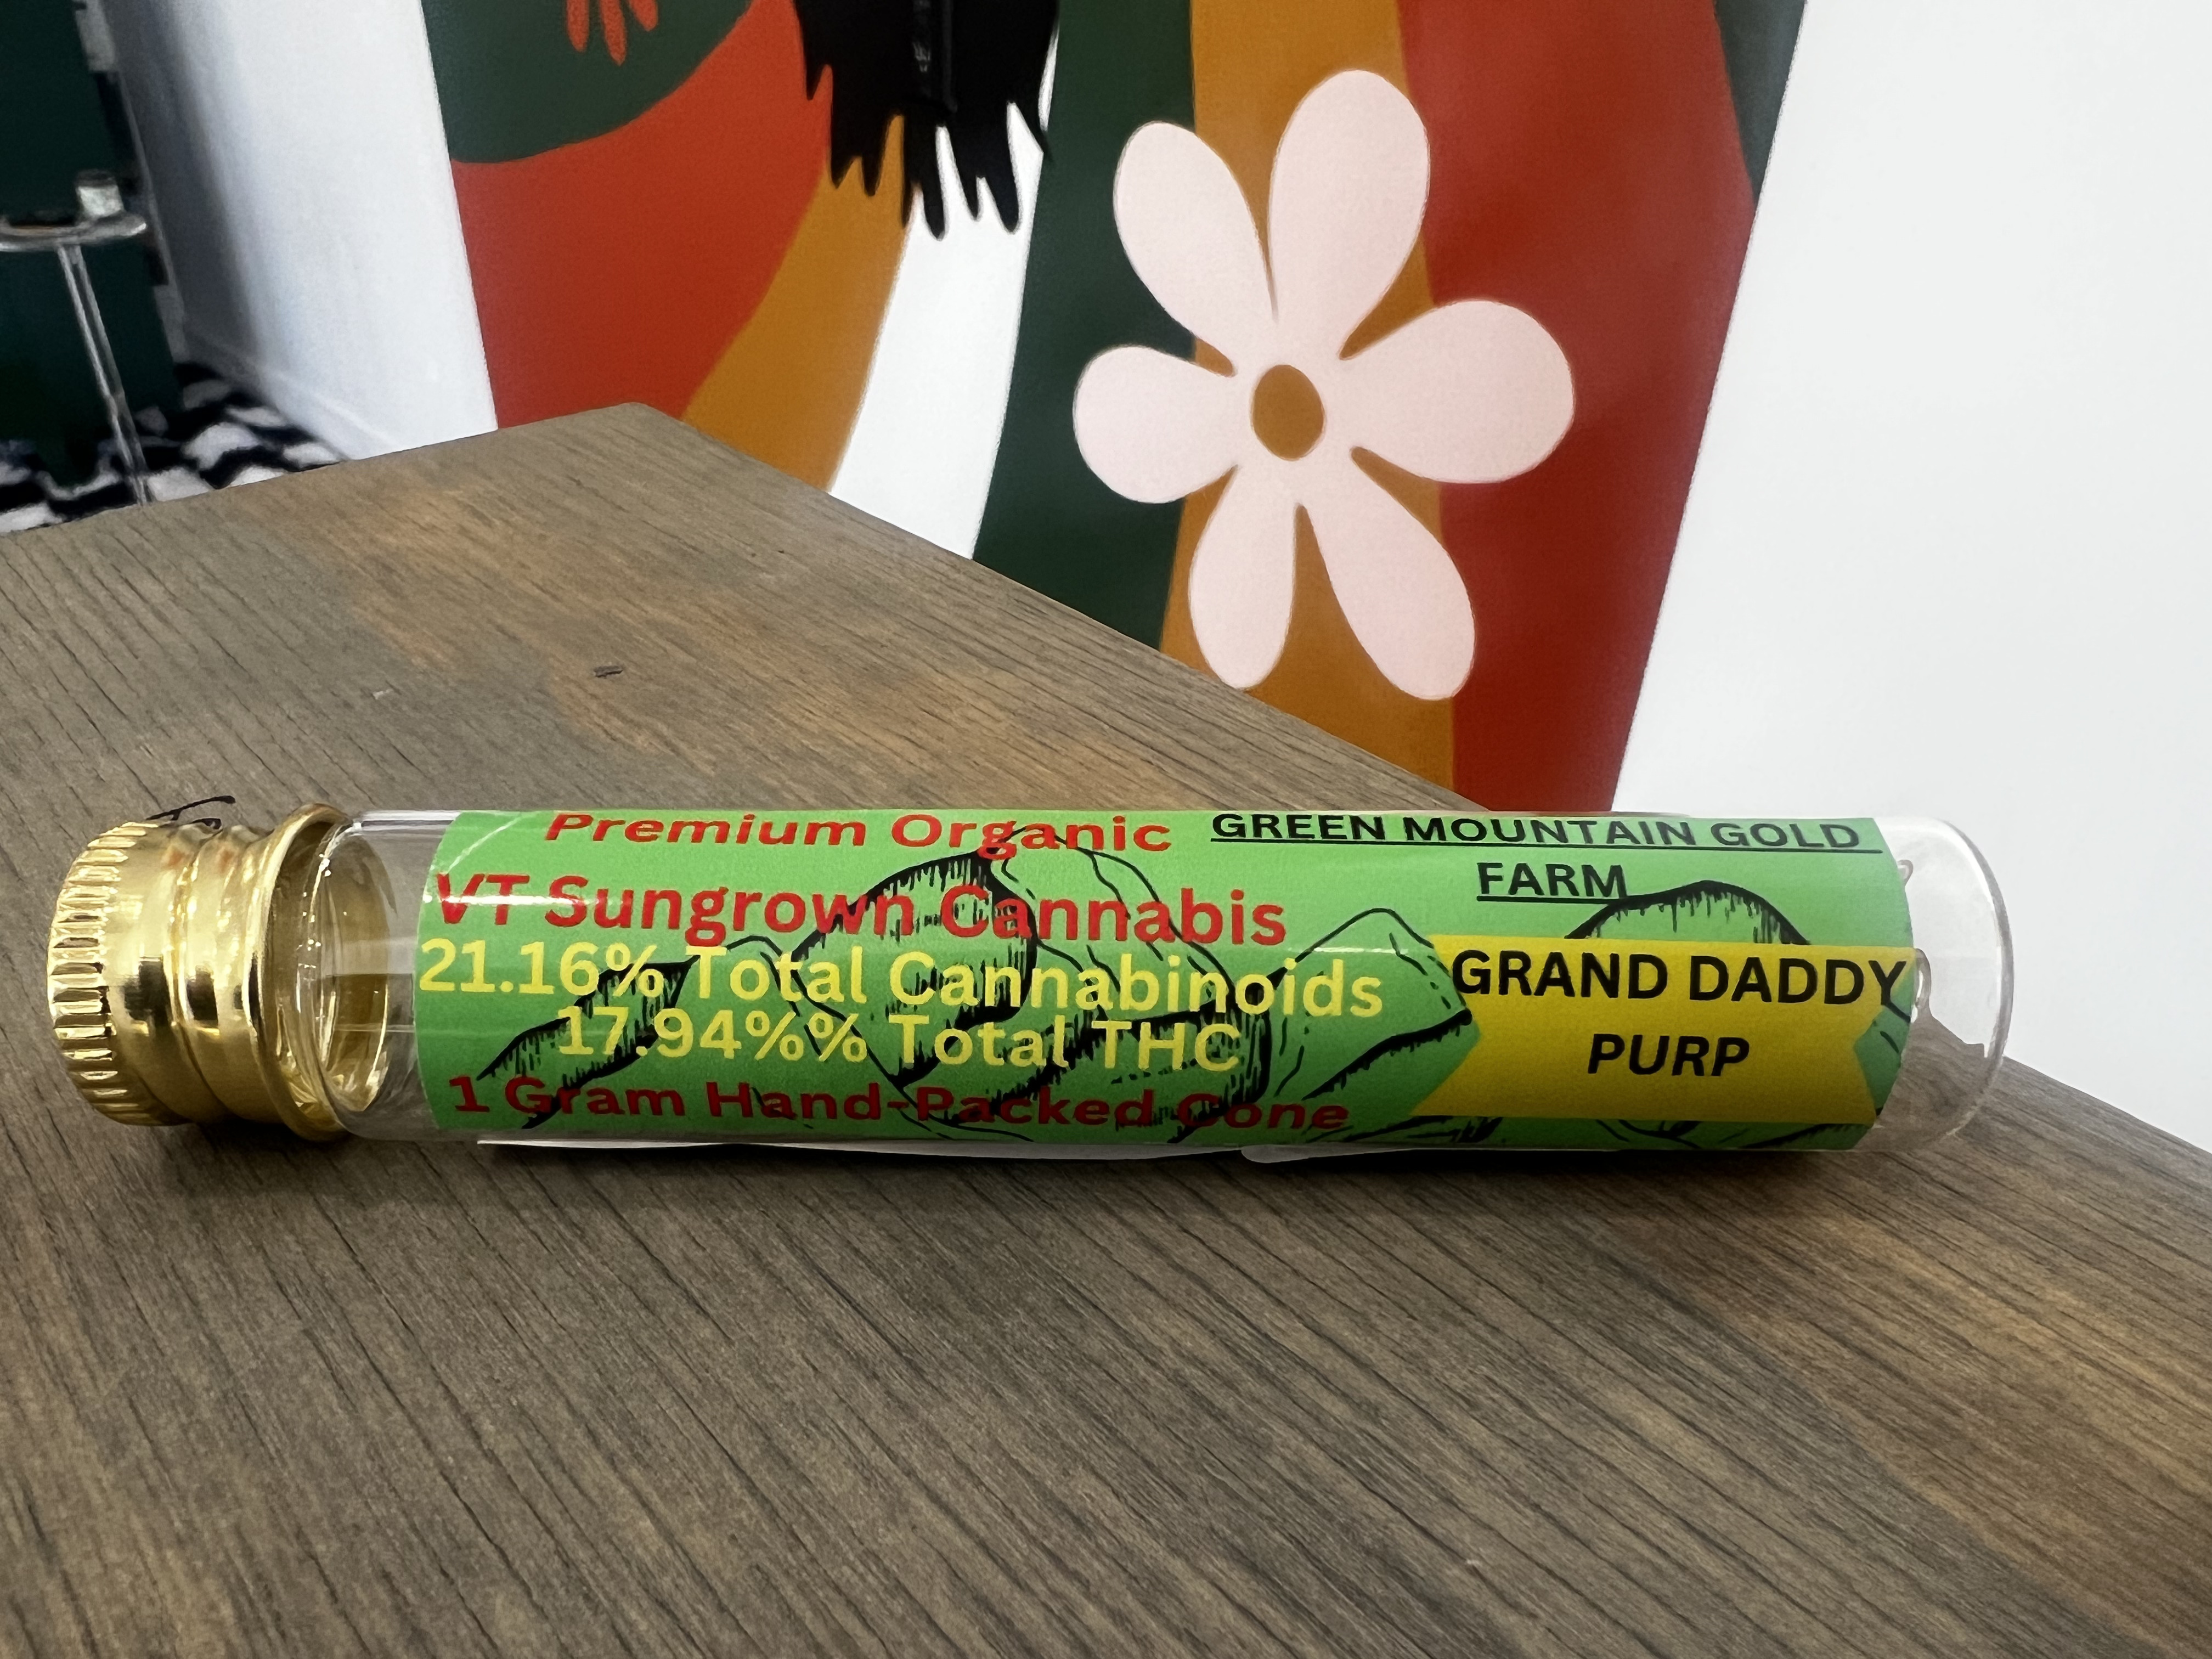 Premium Organic
VT Sungrown Cannabis
21.16% Total Cannabinoids
17.94%% Total THC
1 Gram Hand-Packed Cone
GREEN MOUNTAIN GOLD
FARM
GRAND DADDY
PURP